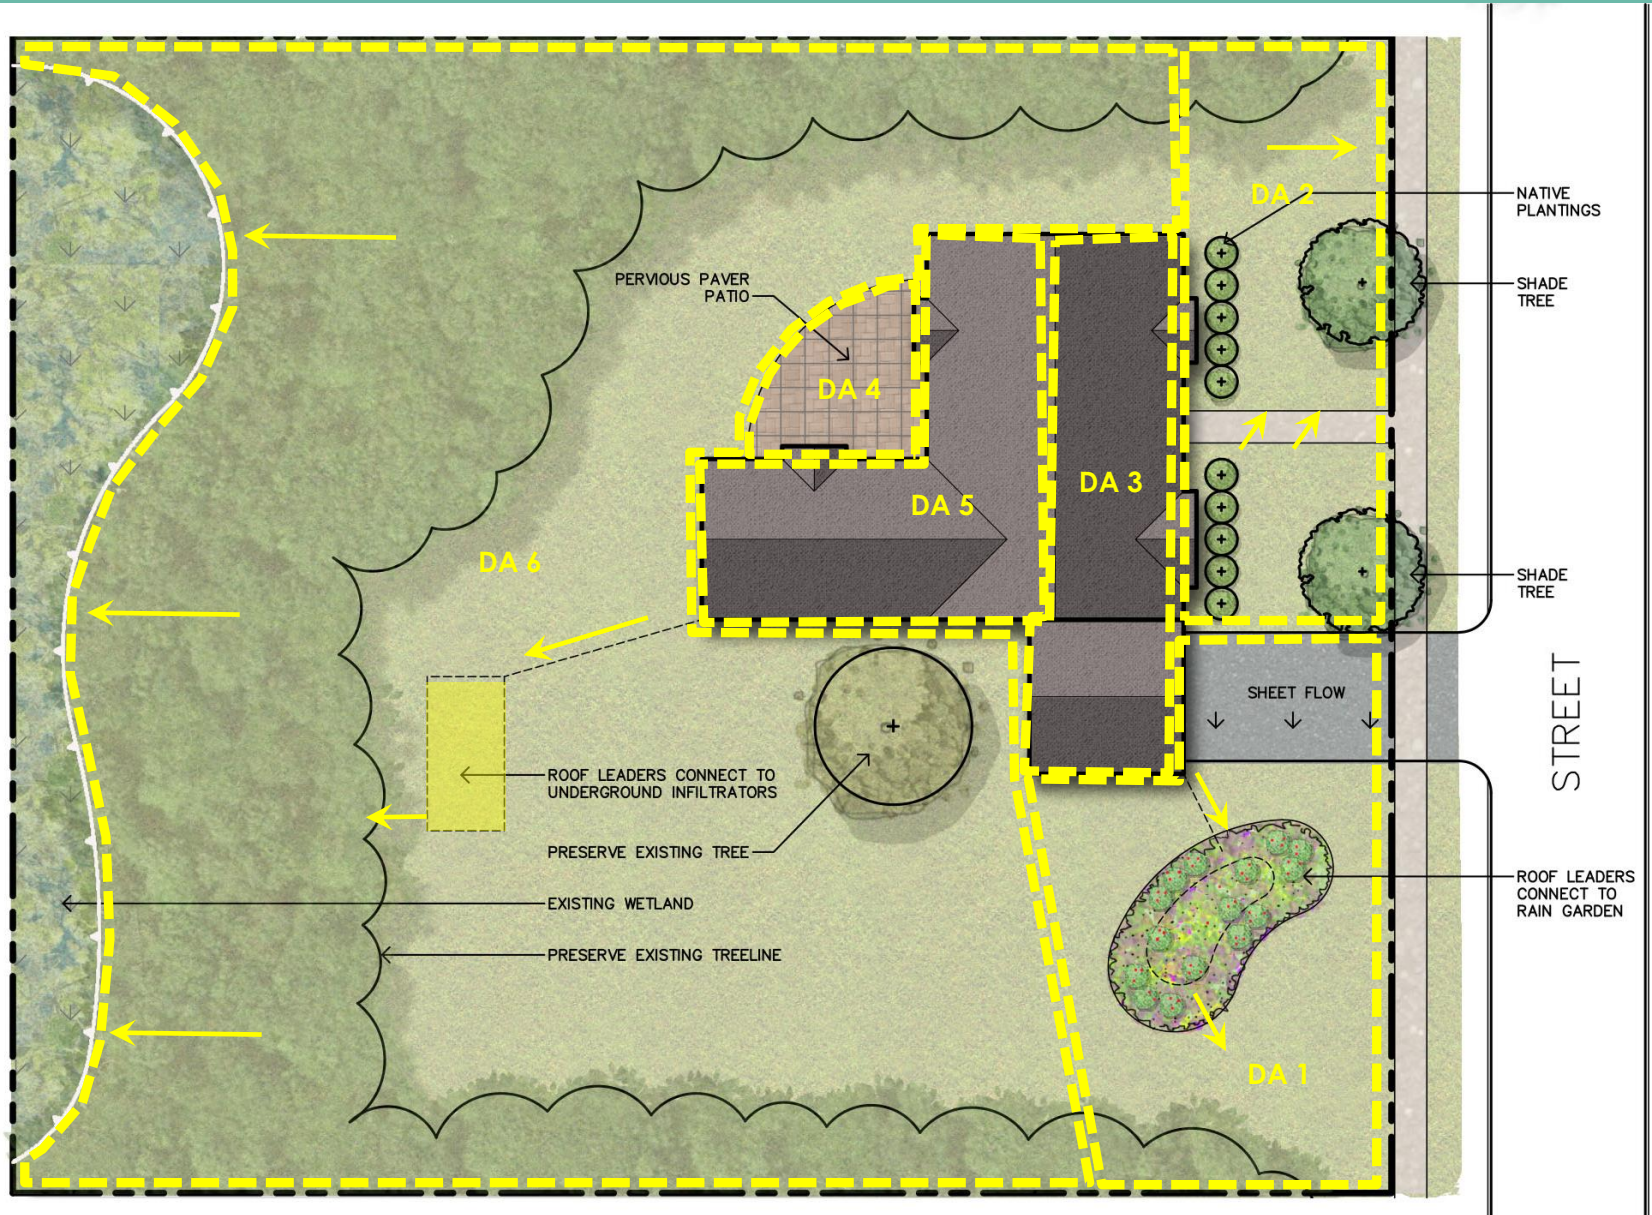 DA 2
NATIVE
PLANTINGS
PERVIOUS PAVER
PATIO
SHADE
TREE
DA 4
DA 3
DA 5
DA 6
SHADE
TREE
SHEET FLOW
STREET
ROOF LEADERS CONNECT TO
UNDERGROUND INFILTRATORS
PRESERVE EXISTING TREE
ROOF LEADERS
CONNECT TO
RAIN GARDEN
EXISTING WETLAND
PRESERVE EXISTING TREELINE
DA 1